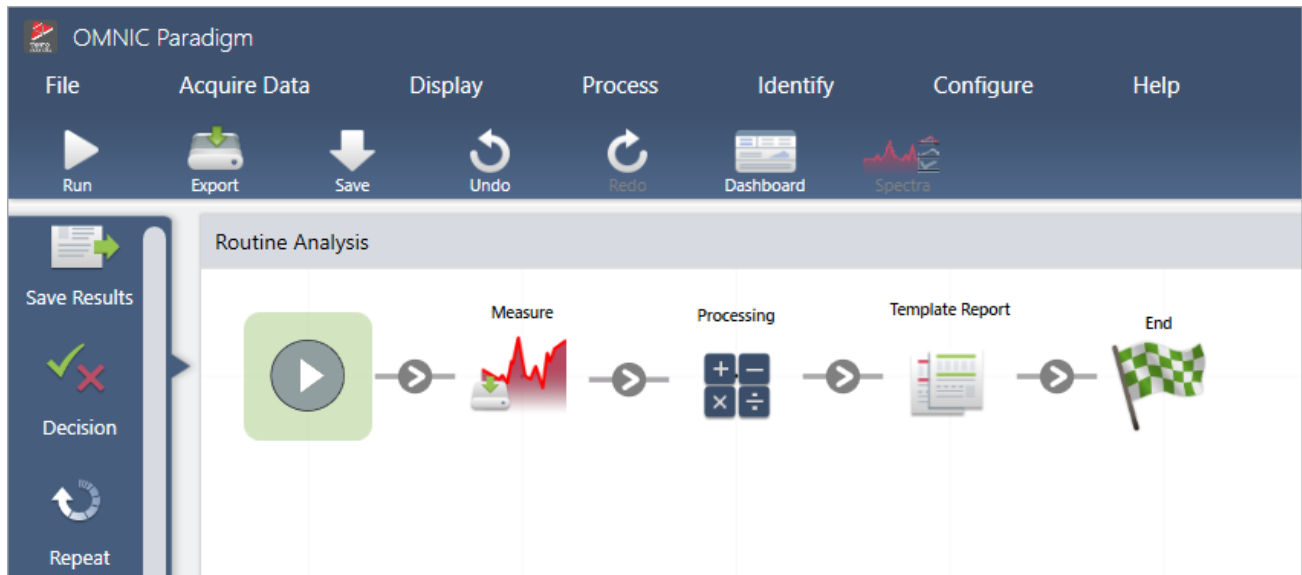 OMNIC Paradigm
File Acquire Data Display Process Identify Configure Help
Run Export Save Undo Redo Dashboard Spectra
Routine Analysis
Save Results
Decision
Repeat
Measure Processing Template Report End